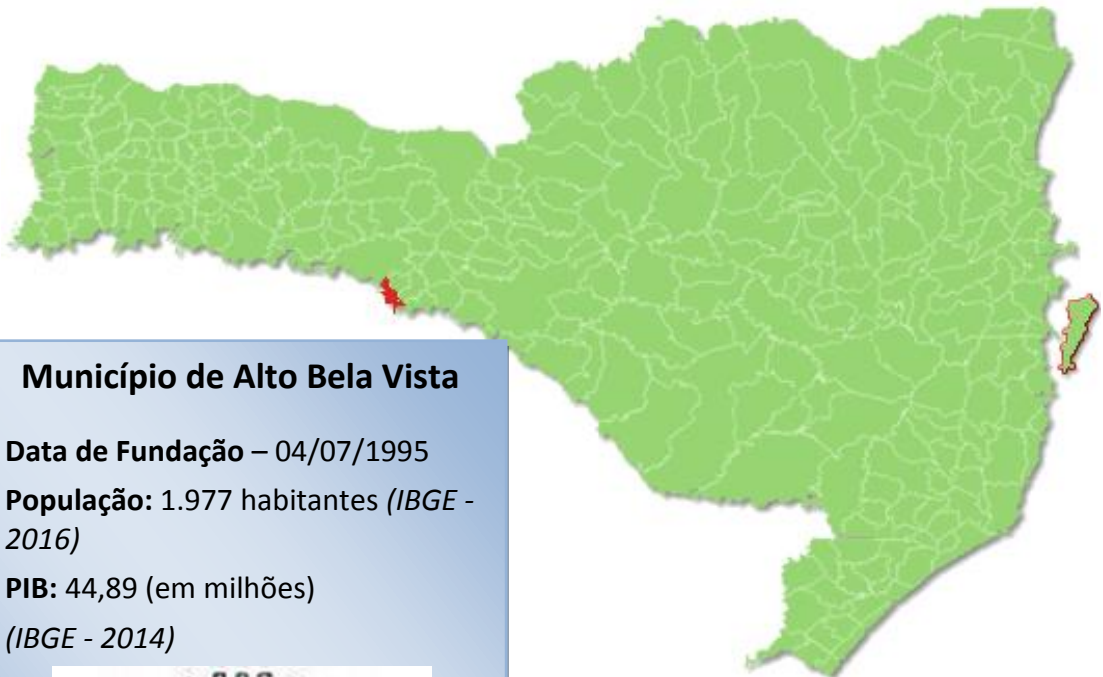 Município de Alto Bela Vista
Data de Fundação – 04/07/1995
População: 1.977 habitantes (IBGE -
2016)
PIB: 44,89 (em milhões)
(IBGE - 2014)